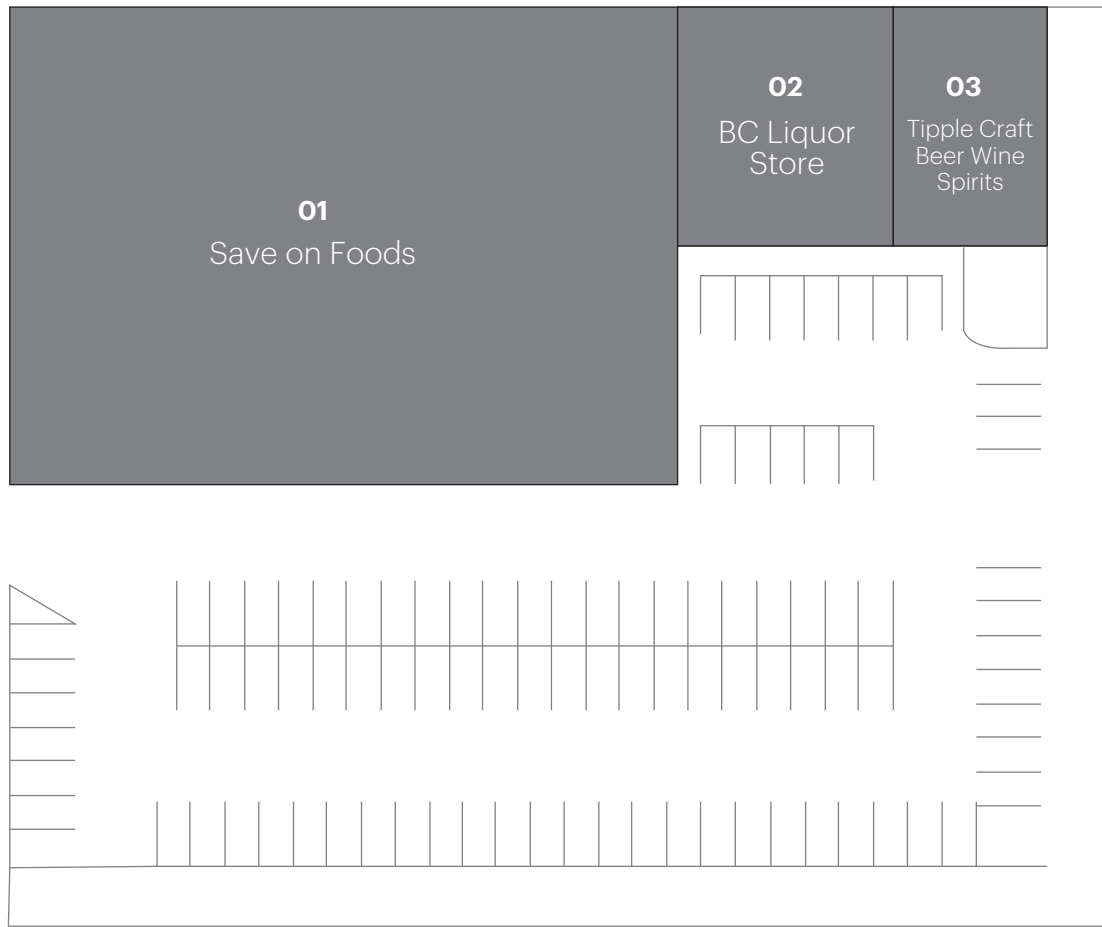 01
Save on Foods
02
BC Liquor
Store
03
Tipple Craft
Beer Wine
Spirits